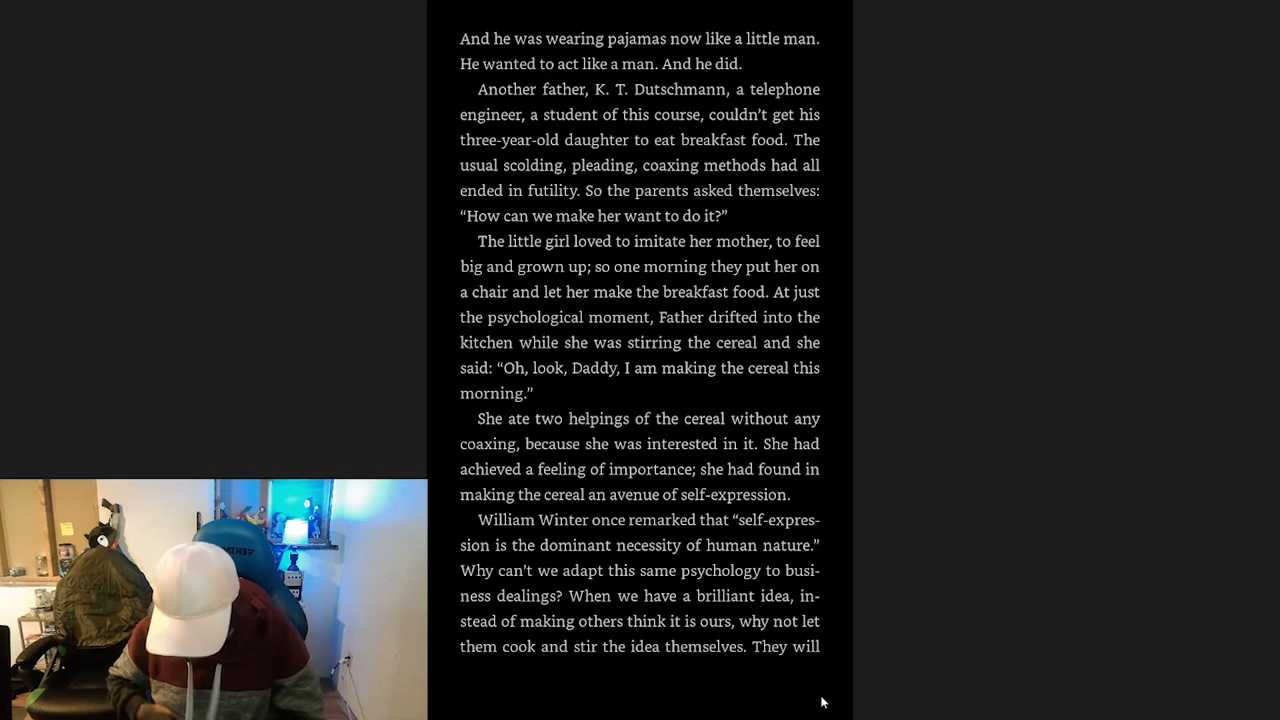 And he was wearing pajamas now like a little man.
He wanted to act like a man. And he did.
Another father, K. T. Dutschmann, a telephone
engineer, a student of this course, couldn’t get his
three-year-old daughter to eat breakfast food. The
usual scolding, pleading, coaxing methods had all
ended in futility. So the parents asked themselves:
“How can we make her want to do it?”
The little girl loved to imitate her mother, to feel
big and grown up; so one morning they put her on
a chair and let her make the breakfast food. At just
the psychological moment, Father drifted into the
kitchen while she was stirring the cereal and she
said: “Oh, look, Daddy, I am making the cereal this
morning.”
She ate two helpings of the cereal without any
coaxing, because she was interested in it. She had
achieved a feeling of importance; she had found in
making the cereal an avenue of self-expression.
William Winter once remarked that “self-expres-
sion is the dominant necessity of human nature.”
Why can’t we adapt this same psychology to busi-
ness dealings? When we have a brilliant idea, in-
stead of making others think it is ours, why not let
them cook and stir the idea themselves. They will